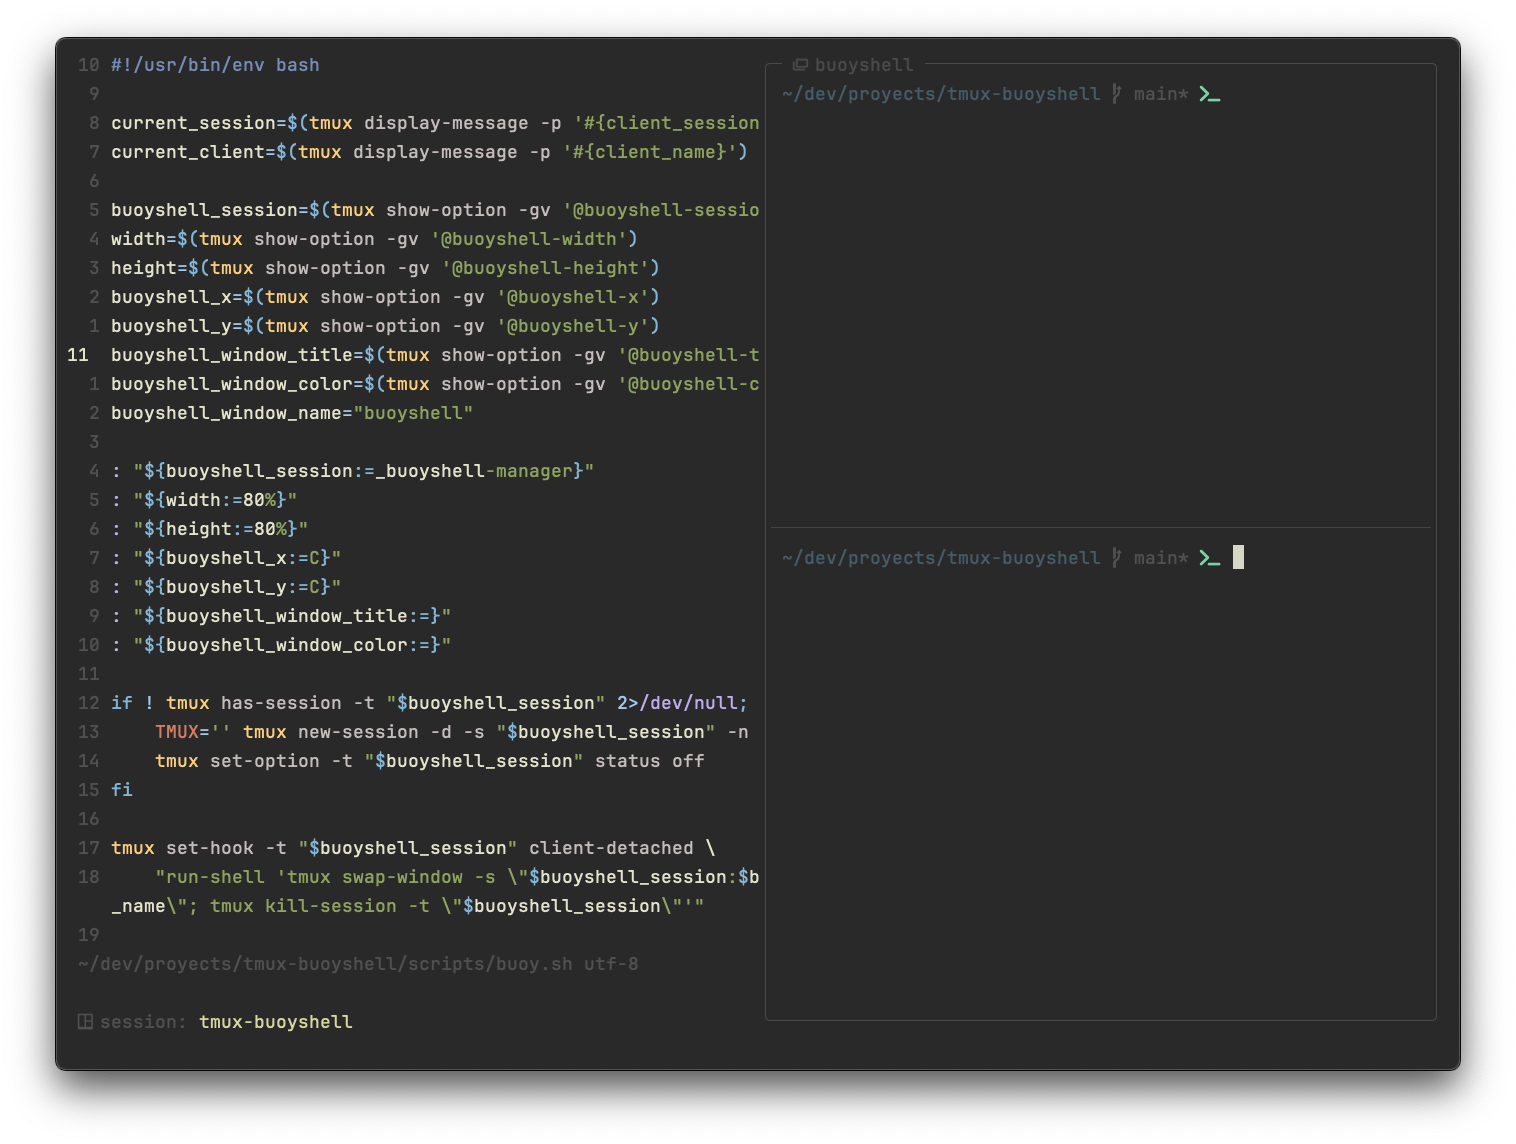 10 #!/usr/bin/env bash
9
8 current_session=$(tmux display-message -p '#{client_session
7 current_client=$(tmux display-message -p '#{client_name}')
6
5 buoyshell_session=$(tmux show-option -gv '@buoyshell-sessio
4 width=$(tmux show-option -gv '@buoyshell-width')
3 height=$(tmux show-option -gv '@buoyshell-height')
2 buoyshell_x=$(tmux show-option -gv '@buoyshell-x')
1 buoyshell_y=$(tmux show-option -gv '@buoyshell-y')
11 buoyshell_window_title=$(tmux show-option -gv '@buoyshell-t
1 buoyshell_window_color=$(tmux show-option -gv '@buoyshell-c
2 buoyshell_window_name="buoyshell"
3
4 : "${buoyshell_session:=_buoyshell-manager}"
5 : "${width:=80%}"
6 : "${height:=80%}"
7 : "${buoyshell_x:=C}"
8 : "${buoyshell_y:=C}"
9 : "${buoyshell_window_title:=}"
10 : "${buoyshell_window_color:=}"
11
12 if ! tmux has-session -t "$buoyshell_session" 2>/dev/null;
13     TMUX='' tmux new-session -d -s "$buoyshell_session" -n
14     tmux set-option -t "$buoyshell_session" status off
15 fi
16
17 tmux set-hook -t "$buoyshell_session" client-detached \
18     "run-shell 'tmux swap-window -s \"$buoyshell_session:$b
_name\"; tmux kill-session -t \"$buoyshell_session\"'"
19
~/dev/proyects/tmux-buoyshell/scripts/buoy.sh utf-8
session: tmux-buoyshell
buoyshell
~/dev/proyects/tmux-buoyshell main* >_
~/dev/proyects/tmux-buoyshell main* >_